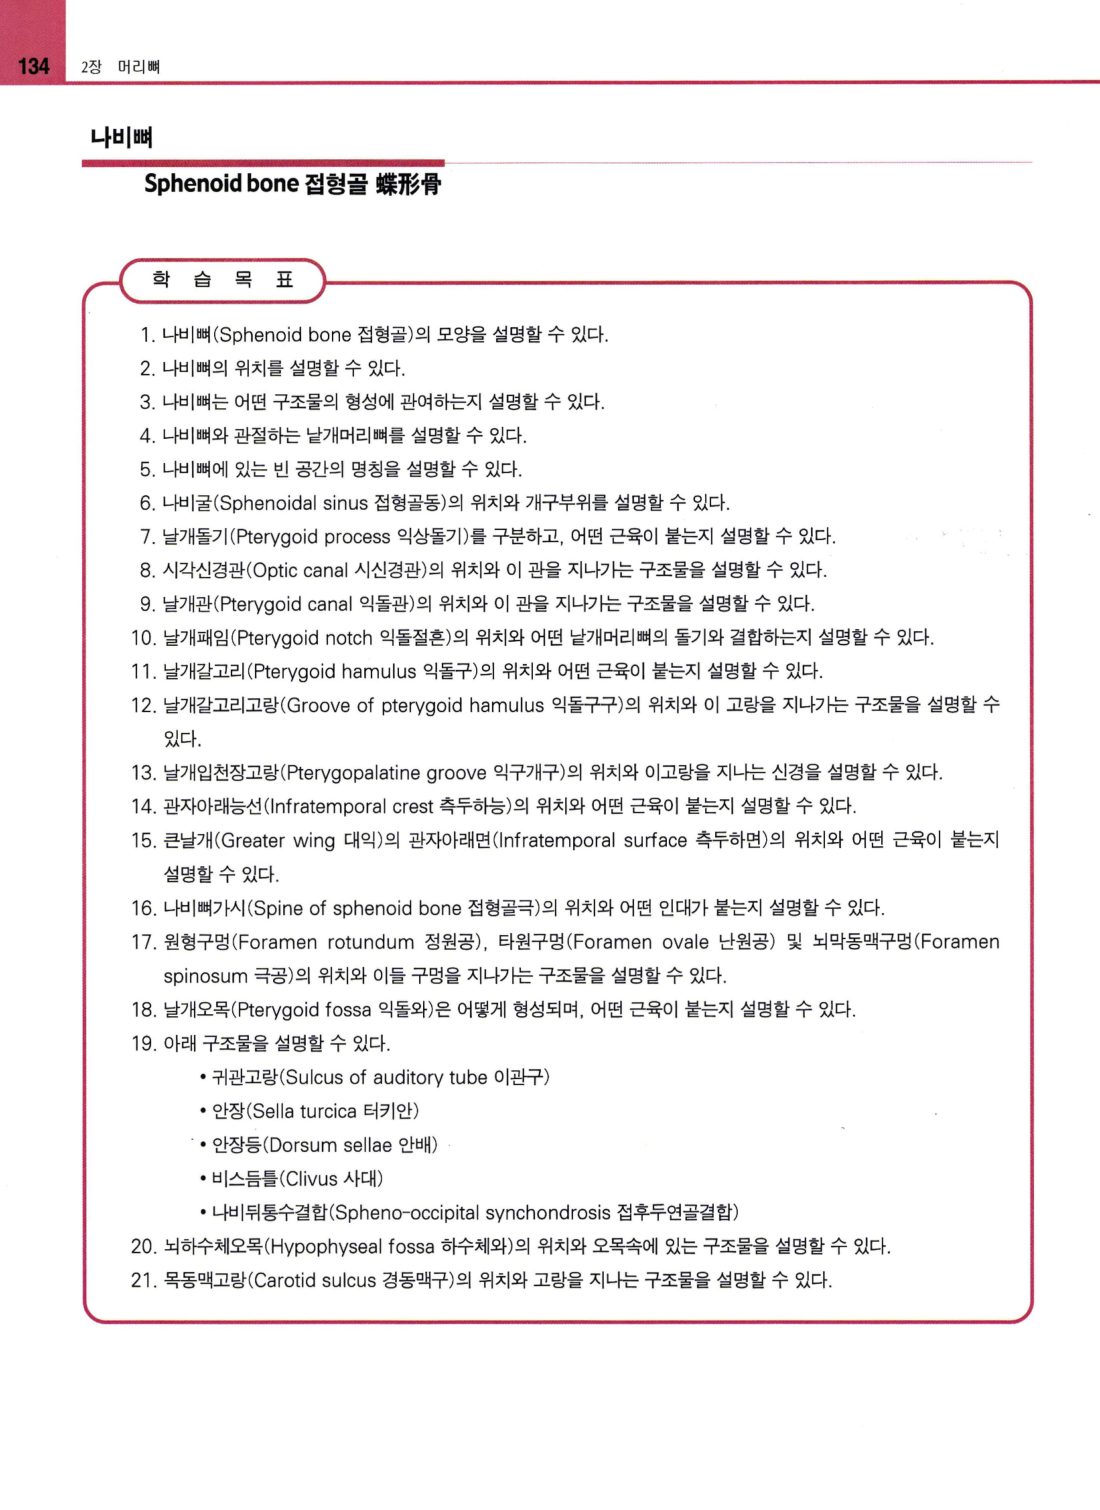 134 2장 머리뼈
나비뼈
Sphenoid bone 접형골 蝶形骨
학 습 목 표
1. 나비뼈(Sphenoid bone 접형골)의 모양을 설명할 수 있다.
2. 나비뼈의 위치를 설명할 수 있다.
3. 나비뼈는 어떤 구조물의 형성에 관여하는지 설명할 수 있다.
4. 나비뼈와 관절하는 낱개머리뼈를 설명할 수 있다.
5. 나비뼈에 있는 빈 공간의 명칭을 설명할 수 있다.
6. 나비굴(Sphenoidal sinus 접형골동)의 위치와 개구부위를 설명할 수 있다.
7. 날개돌기(Pterygoid process 익상돌기)를 구분하고, 어떤 근육이 붙는지 설명할 수 있다.
8. 시각신경관(Optic canal 시신경관)의 위치와 이 관을 지나가는 구조물을 설명할 수 있다.
9. 날개관(Pterygoid canal 익돌관)의 위치와 이 관을 지나가는 구조물을 설명할 수 있다.
10. 날개패임(Pterygoid notch 익돌절흔)의 위치와 어떤 낱개머리뼈의 돌기와 결합하는지 설명할 수 있다.
11. 날개갈고리(Pterygoid hamulus 익돌구)의 위치와 어떤 근육이 붙는지 설명할 수 있다.
12. 날개갈고리고랑(Groove of pterygoid hamulus 익돌구구)의 위치와 이 고랑을 지나가는 구조물을 설명할 수
있다.
13. 날개입천장고랑(Pterygopalatine groove 익구개구)의 위치와 이고랑을 지나는 신경을 설명할 수 있다.
14. 관자아래능선(Infratemporal crest 측두하능)의 위치와 어떤 근육이 붙는지 설명할 수 있다.
15. 큰날개(Greater wing 대익)의 관자아래면(Infratemporal surface 측두하면)의 위치와 어떤 근육이 붙는지
설명할 수 있다.
16. 나비뼈가시(Spine of sphenoid bone 접형골극)의 위치와 어떤 인대가 붙는지 설명할 수 있다.
17. 원형구멍(Foramen rotundum 정원공), 타원구멍(Foramen ovale 난원공) 및 뇌막동맥구멍(Foramen
spinosum 극공)의 위치와 이들 구멍을 지나가는 구조물을 설명할 수 있다.
18. 날개오목(Pterygoid fossa 익돌와)은 어떻게 형성되며, 어떤 근육이 붙는지 설명할 수 있다.
19. 아래 구조물을 설명할 수 있다.
• 귀관고랑(Sulcus of auditory tube 이관구)
• 안장(Sella turcica 터키안)
• 안장등(Dorsum sellae 안배)
• 비스듬틀(Clivus 사대)
• 나비뒤통수결합(Spheno-occipital synchondrosis 접후두연골결합)
20. 뇌하수체오목(Hypophyseal fossa 하수체와)의 위치와 오목속에 있는 구조물을 설명할 수 있다.
21. 목동맥고랑(Carotid sulcus 경동맥구)의 위치와 고랑을 지나는 구조물을 설명할 수 있다.